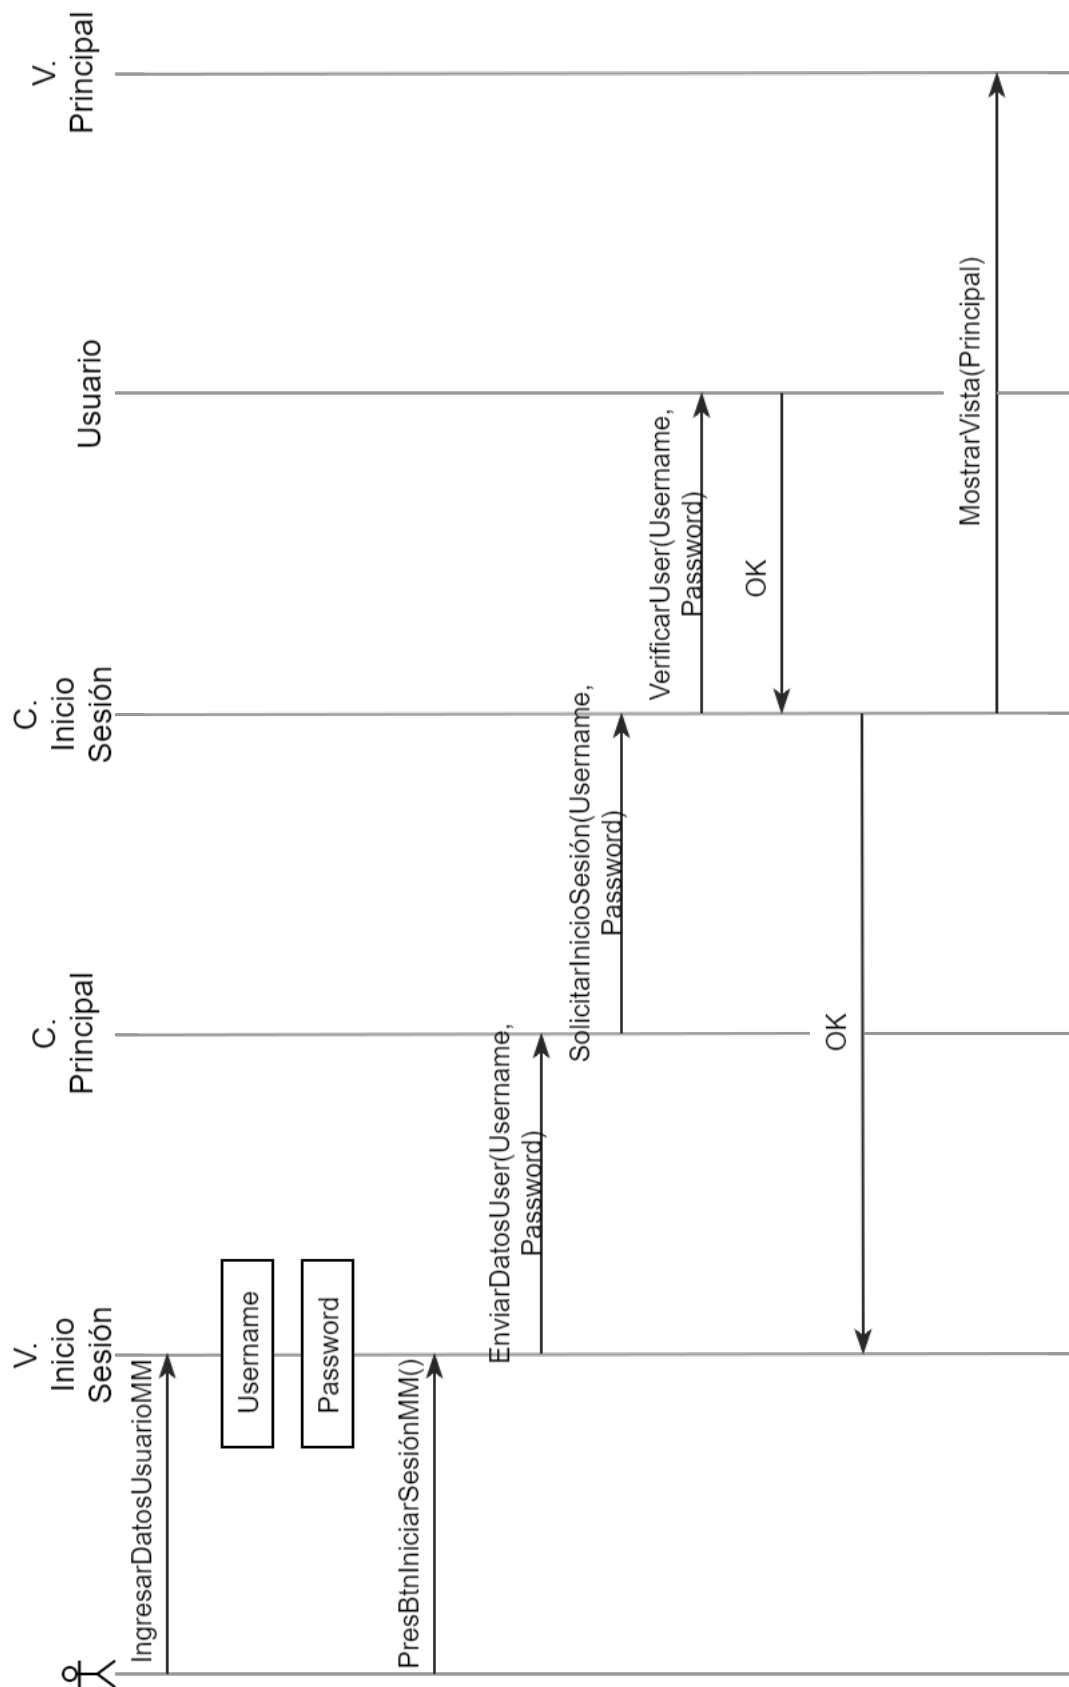 V.
Inicio
Sesión
C.
Principal
C.
Inicio
Sesión
Usuario
V.
Principal
IngresarDatosUsuarioMM
Username
Password
PresBtnIniciarSesiónMM()
EnviarDatosUser(Username,
Password)
SolicitarInicioSesión(Username,
Password)
VerificarUser(Username,
Password)
OK
OK
MostrarVista(Principal)